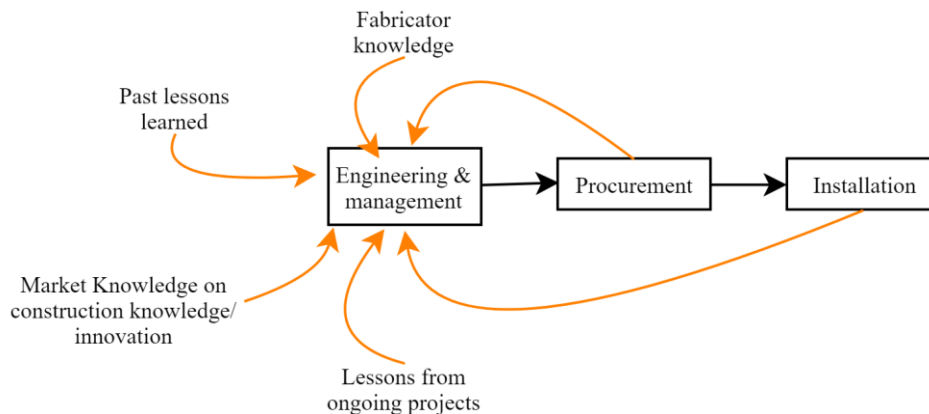 Fabricator
knowledge
Past lessons
learned
Engineering &
management
Procurement
Installation
Market Knowledge on
construction knowledge/
innovation
Lessons from
ongoing projects